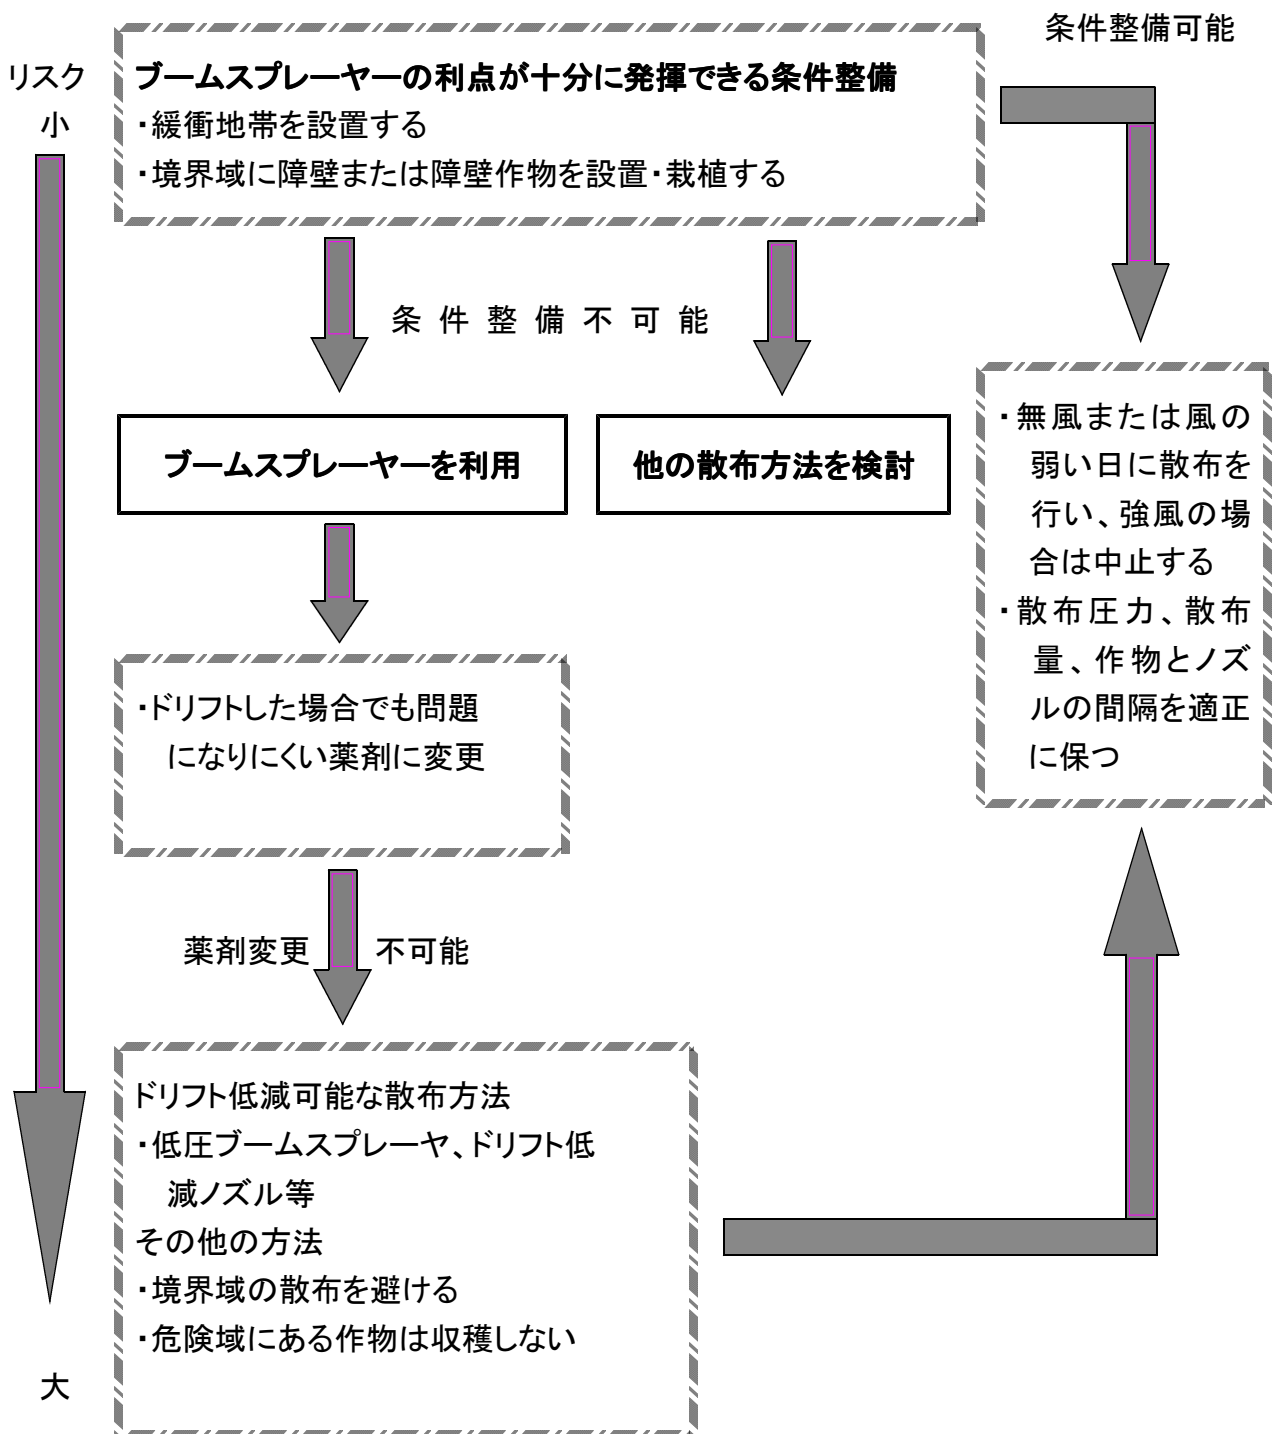 条件整備可能
リスク
小
ブームスプレーヤーの利点が十分に発揮できる条件整備
・緩衝地帯を設置する
・境界域に障壁または障壁作物を設置・栽植する
条件整備不可能
ブームスプレーヤーを利用
他の散布方法を検討
・無風または風の
弱い日に散布を
行い、強風の場
合は中止する
・散布圧力、散布
量、作物とノズ
ルの間隔を適正
に保つ
・ドリフトした場合でも問題
になりにくい薬剤に変更
薬剤変更 不可能
ドリフト低減可能な散布方法
・低圧ブームスプレーヤ、ドリフト低
減ノズル等
その他の方法
・境界域の散布を避ける
・危険域にある作物は収穫しない
大